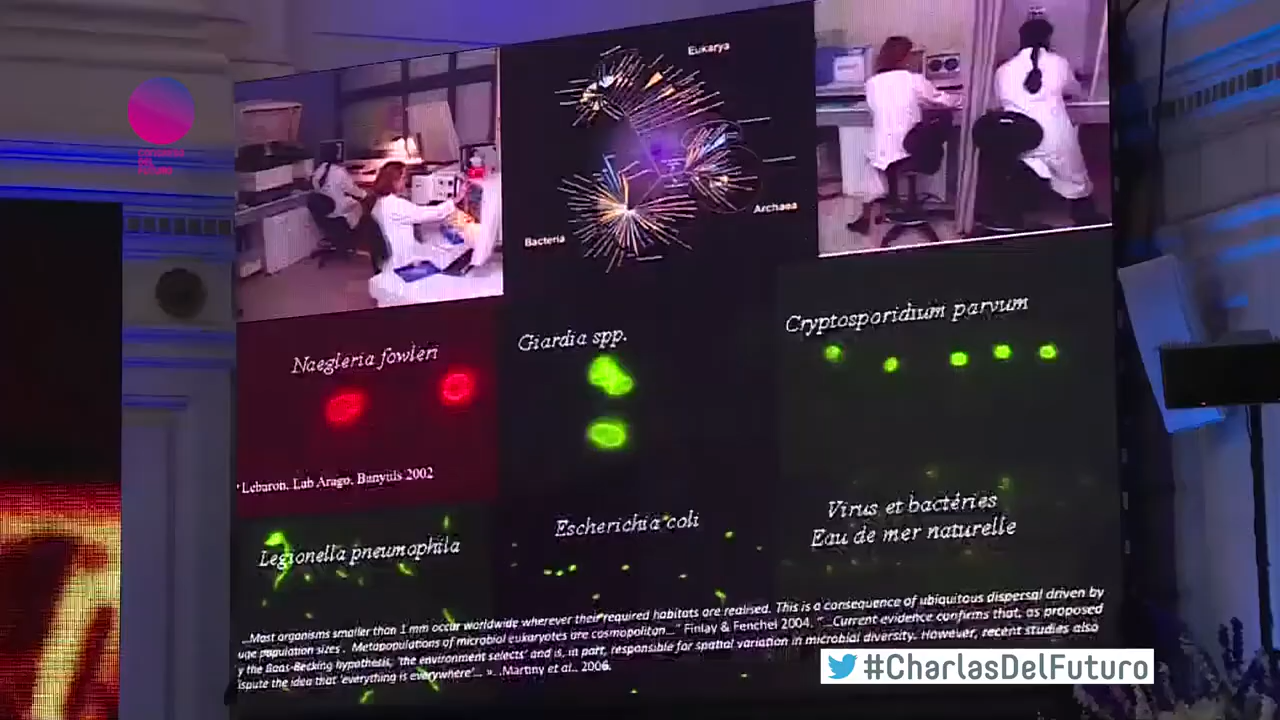 CONGRESO
DEL
FUTURO
Eukarya
Archaea
Bacteria
Naegleria fowleri
Giardia spp.
Cryptosporidium parvum
Lebaron, Lab Arago, Banyuls 2002
Legionella pneumophila
Escherichia coli
Virus et bactéries
Eau de mer naturelle
...Most organisms smaller than 1 mm occur worldwide wherever their required habitats are realised. This is a consequence of ubiquitous dispersal driven by
uge population sizes . Metapopulations of microbial eukaryotes are cosmopolitan..." Finlay & Fenchel 2004. "...Current evidence confirms that, as proposed
y the Baas-Becking hypothesis, 'the environment selects' and is, in part, responsible for spatial variation in microbial diversity. However, recent studies also
ispute the idea that 'everything is everywhere'... ». .Martiny et al.. 2006.
#CharlasDelFuturo